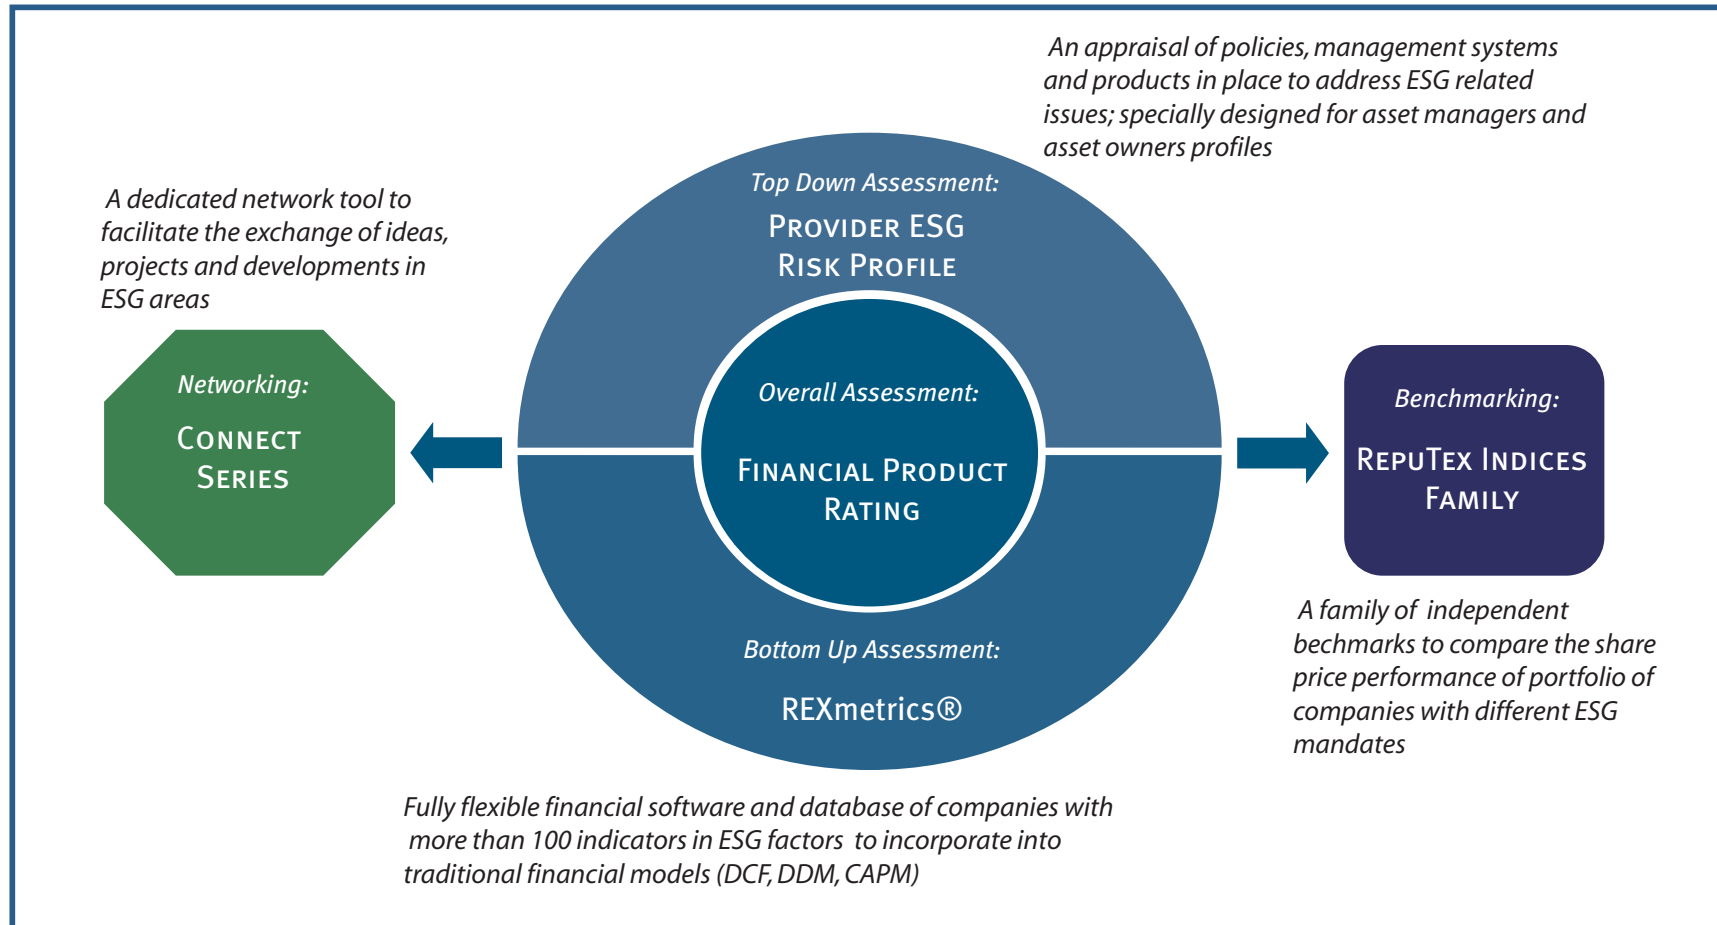 An appraisal of policies, management systems
and products in place to address ESG related
issues; specially designed for asset managers and
asset owners profiles
A dedicated network tool to
facilitate the exchange of ideas,
projects and developments in
ESG areas
Top Down Assessment:
PROVIDER ESG
RISK PROFILE
Networking:
CONNECT
SERIES
Overall Assessment:
FINANCIAL PRODUCT
RATING
Benchmarking:
REPUTEX INDICES
FAMILY
Bottom Up Assessment:
REXmetrics®
A family of independent
bechmarks to compare the share
price performance of portfolio of
companies with different ESG
mandates
Fully flexible financial software and database of companies with
more than 100 indicators in ESG factors to incorporate into
traditional financial models (DCF, DDM, CAPM)